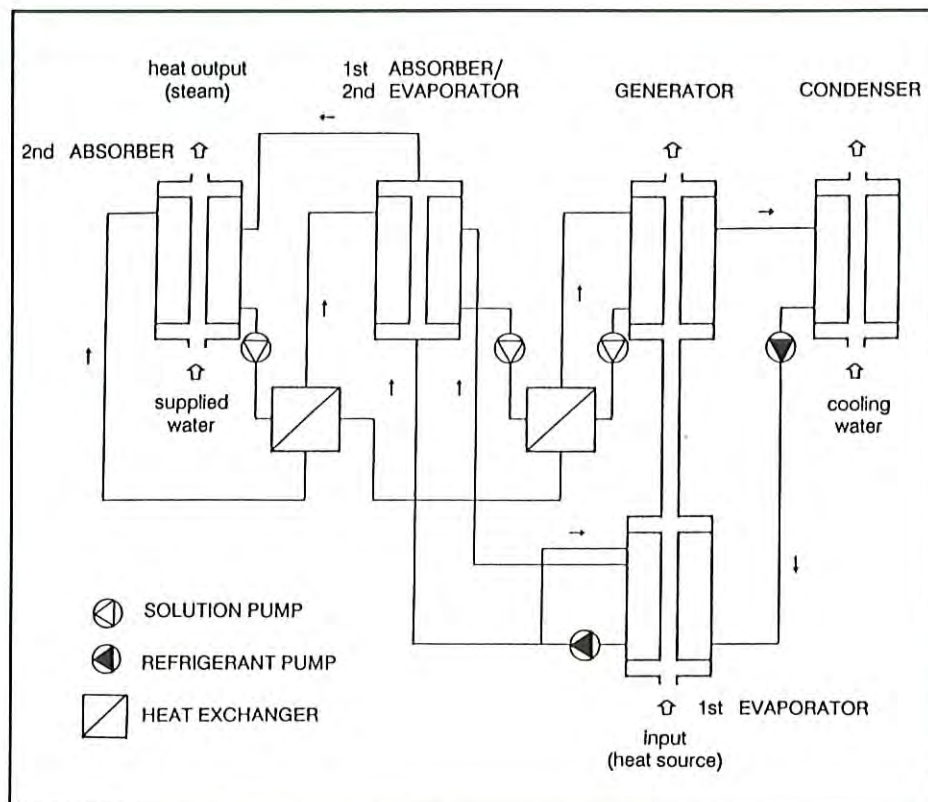 heat output
(steam)
1st ABSORBER/
2nd EVAPORATOR
GENERATOR
CONDENSER
2nd ABSORBER
supplied
water
cooling
water
SOLUTION PUMP
REFRIGERANT PUMP
HEAT EXCHANGER
1st EVAPORATOR
input
(heat source)